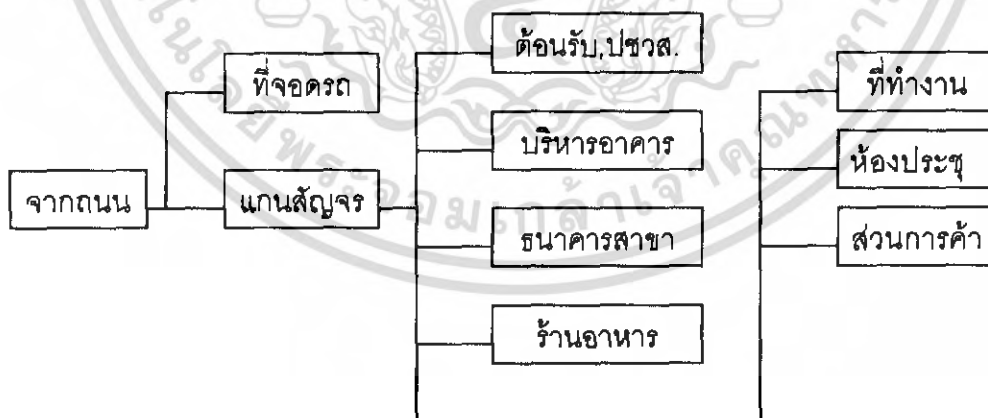 ต้อนรับ,ปชวส.
ที่จอดรถ
ที่ทำงาน
บริหารอาคาร
ห้องประชุ
จากถนน
แกนสัญจร
ธนาคารสาขา
ส่วนการค้า
ร้านอาหาร